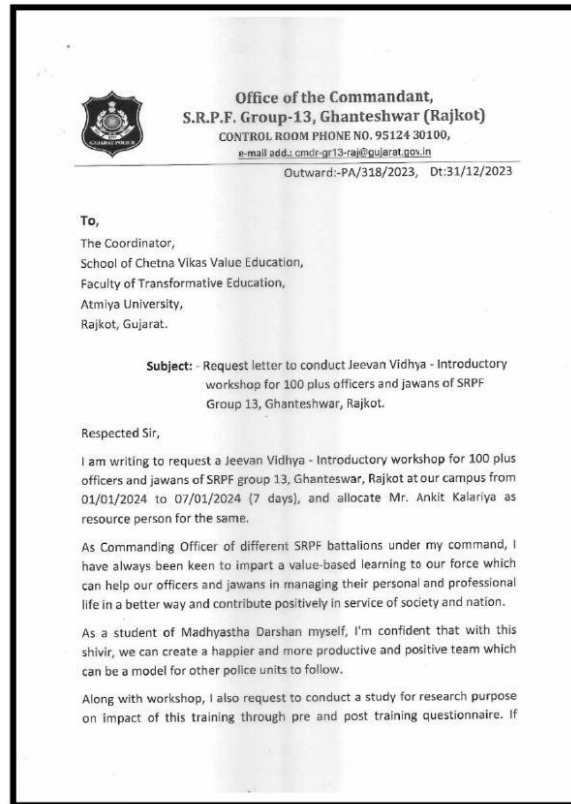 Office of the Commandant,
S.R.P.F. Group-13, Ghanteshwar (Rajkot)
CONTROL ROOM PHONE NO. 95124 30100,
e-mail add.: cmdr-gr13-raj@gujarat.gov.in
GUJARAT POLICE
Outward:-PA/318/2023, Dt:31/12/2023
To,
The Coordinator,
School of Chetna Vikas Value Education,
Faculty of Transformative Education,
Atmiya University,
Rajkot, Gujarat.
Subject: - Request letter to conduct Jeevan Vidhya - Introductory
workshop for 100 plus officers and jawans of SRPF
Group 13, Ghanteshwar, Rajkot.
Respected Sir,
I am writing to request a Jeevan Vidhya - Introductory workshop for 100 plus
officers and jawans of SRPF group 13, Ghanteswar, Rajkot at our campus from
01/01/2024 to 07/01/2024 (7 days), and allocate Mr. Ankit Kalariya as
resource person for the same.
As Commanding Officer of different SRPF battalions under my command, I
have always been keen to impart a value-based learning to our force which
can help our officers and jawans in managing their personal and professional
life in a better way and contribute positively in service of society and nation.
As a student of Madhyastha Darshan myself, I'm confident that with this
shivir, we can create a happier and more productive and positive team which
can be a model for other police units to follow.
Along with workshop, I also request to conduct a study for research purpose
on impact of this training through pre and post training questionnaire. If